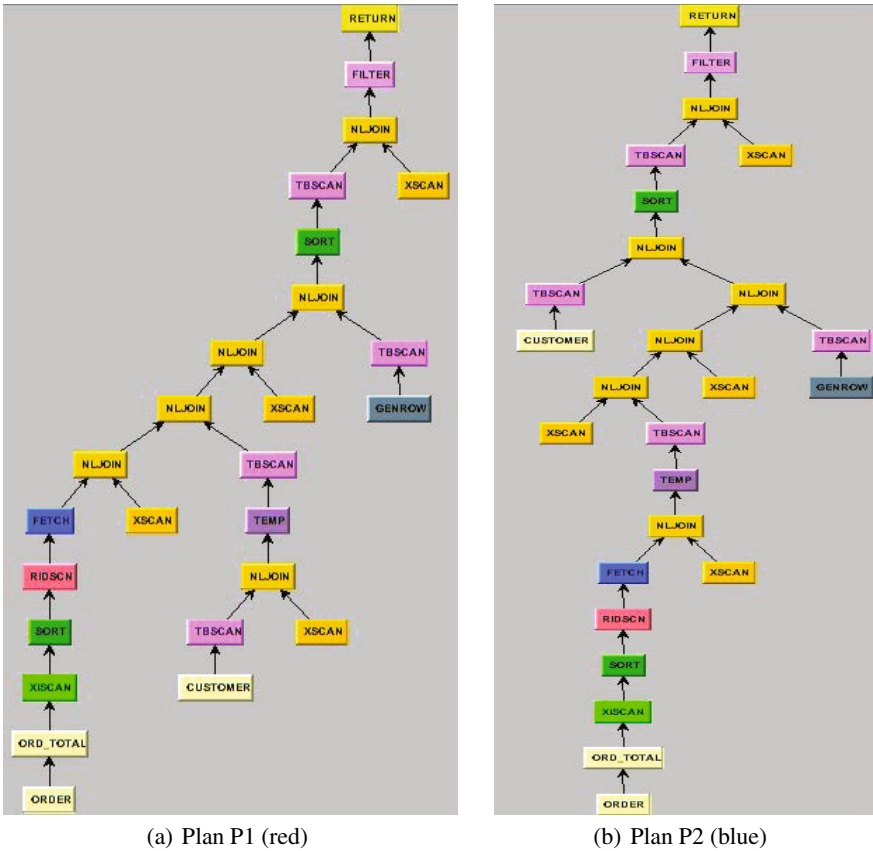 RETURN
FILTER
NLJOIN
TBSCAN
XSCAN
SORT
NLJOIN
NLJOIN
TBSCAN
NLJOIN
XSCAN
GENROW
NLJOIN
TBSCAN
FETCH
XSCAN
TEMP
RIDSCN
NLJOIN
SORT
TBSCAN
XSCAN
XISCAN
CUSTOMER
ORD_TOTAL
ORDER
(a) Plan P1 (red)
RETURN
FILTER
NLJOIN
TBSCAN
XSCAN
SORT
NLJOIN
TBSCAN
NLJOIN
CUSTOMER
NLJOIN
TBSCAN
NLJOIN
XSCAN
GENROW
XSCAN
TBSCAN
TEMP
NLJOIN
FETCH
XSCAN
RIDSCN
SORT
XISCAN
ORD_TOTAL
ORDER
(b) Plan P2 (blue)